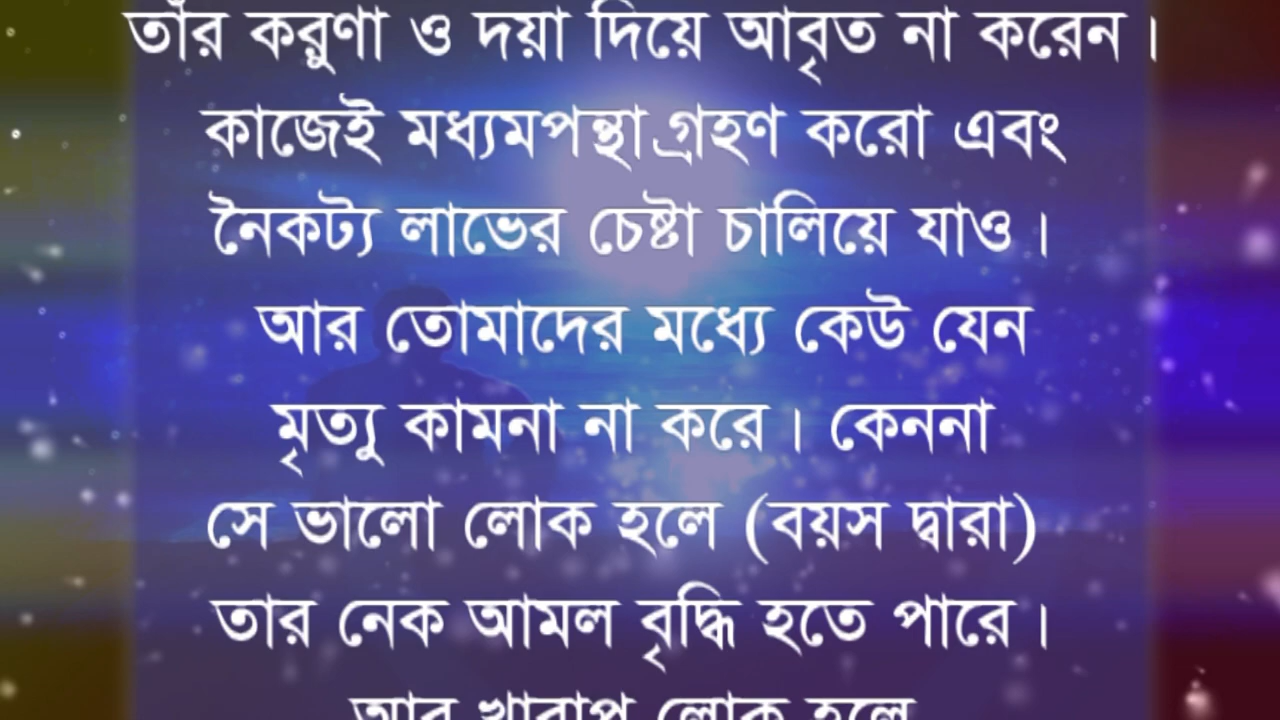 তাঁর করুণা ও দয়া দিয়ে আবৃত না করেন।
কাজেই মধ্যমপন্থা গ্রহণ করো এবং
নৈকট্য লাভের চেষ্টা চালিয়ে যাও।
আর তোমাদের মধ্যে কেউ যেন
মৃত্যু কামনা না করে। কেননা
সে ভালো লোক হলে (বয়স দ্বারা)
তার নেক আমল বৃদ্ধি হতে পারে।
আর খারাপ লোক হলে